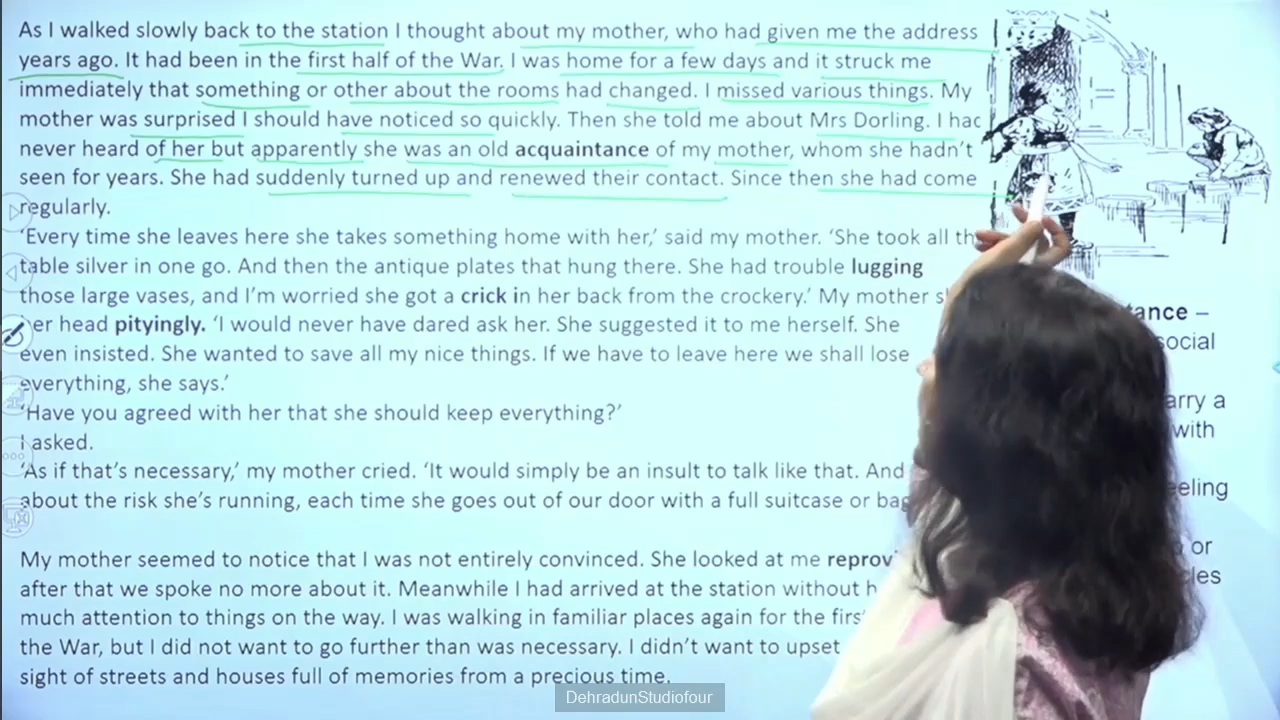 As I walked slowly back to the station I thought about my mother, who had given me the address
years ago. It had been in the first half of the War. I was home for a few days and it struck me
immediately that something or other about the rooms had changed. I missed various things. My
mother was surprised I should have noticed so quickly. Then she told me about Mrs Dorling. I had
never heard of her but apparently she was an old acquaintance of my mother, whom she hadn't
seen for years. She had suddenly turned up and renewed their contact. Since then she had come
regularly.
‘Every time she leaves here she takes something home with her,’ said my mother. ‘She took all th
table silver in one go. And then the antique plates that hung there. She had trouble lugging
those large vases, and I’m worried she got a crick in her back from the crockery.’ My mother
her head pityingly. ‘I would never have dared ask her. She suggested it to me herself. She
even insisted. She wanted to save all my nice things. If we have to leave here we shall lose
everything, she says.’
‘Have you agreed with her that she should keep everything?’
I asked.
‘As if that’s necessary,’ my mother cried. ‘It would simply be an insult to talk like that. And
about the risk she’s running, each time she goes out of our door with a full suitcase or bag
My mother seemed to notice that I was not entirely convinced. She looked at me reprovi
after that we spoke no more about it. Meanwhile I had arrived at the station without h
much attention to things on the way. I was walking in familiar places again for the firs
the War, but I did not want to go further than was necessary. I didn’t want to upset
sight of streets and houses full of memories from a precious time.
tance –
social
arry a
with
eeling
or
cles
DehradunStudiofour